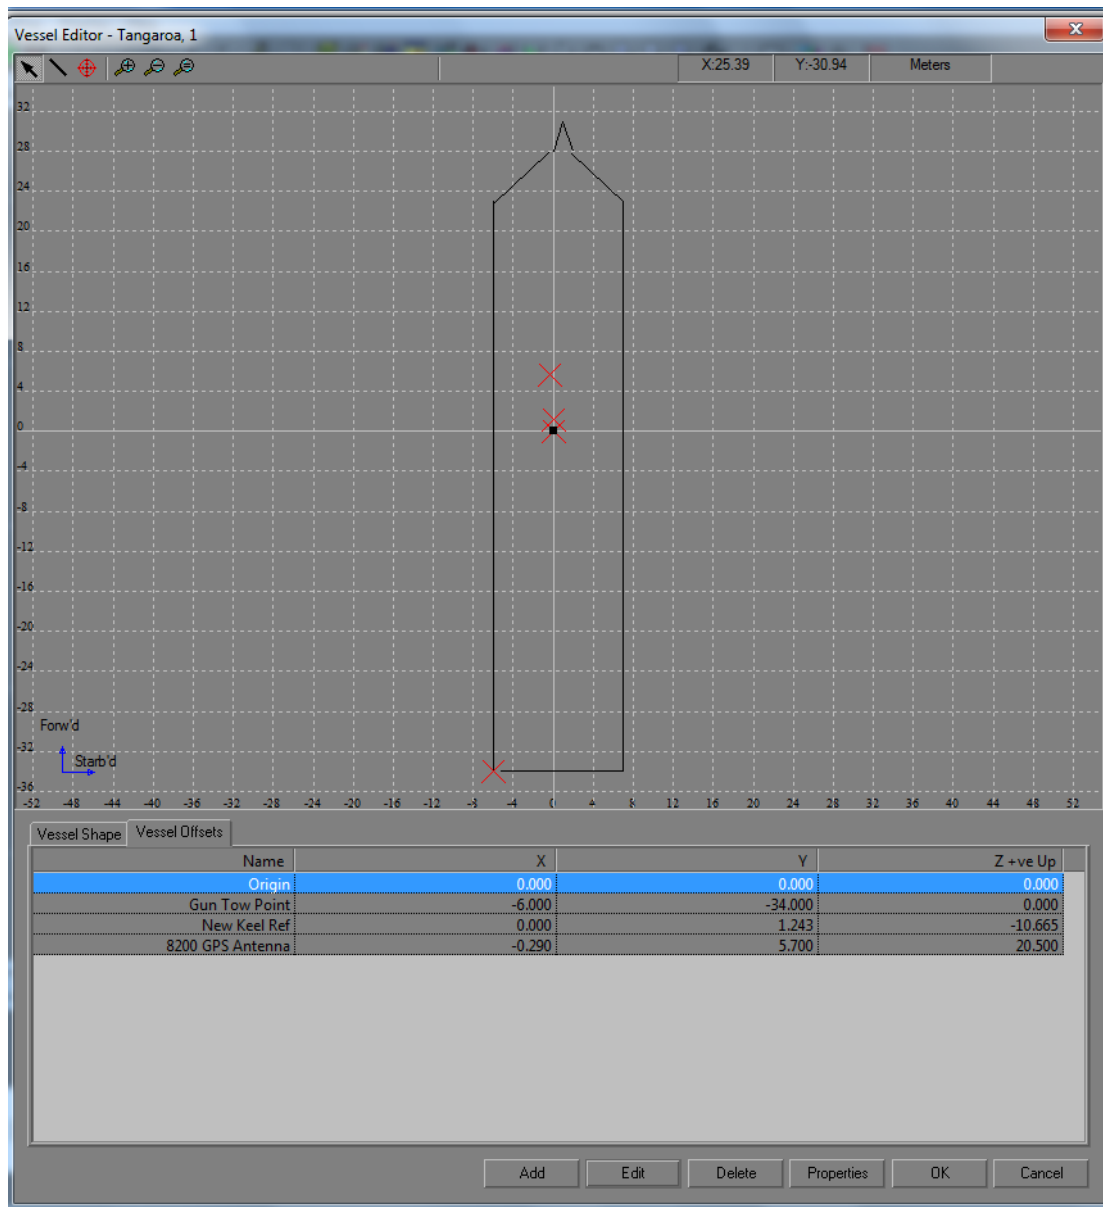 Vessel Editor - Tangaroa, 1
X:25.39 Y:-30.94 Meters
32
28
24
20
16
12
8
4
0
-4
-8
-12
-16
-20
-24
-28
Forw'd
-32
Starb'd
-36
-52 -48 -44 -40 -36 -32 -28 -24 -20 -16 -12 -8 -4 0 4 8 12 16 20 24 28 32 36 40 44 48 52
Vessel Shape Vessel Offsets
Name X Y Z +ve Up
Origin 0.000 0.000 0.000
Gun Tow Point -6.000 -34.000 0.000
New Keel Ref 0.000 1.243 -10.665
8200 GPS Antenna -0.290 5.700 20.500
Add Edit Delete Properties OK Cancel